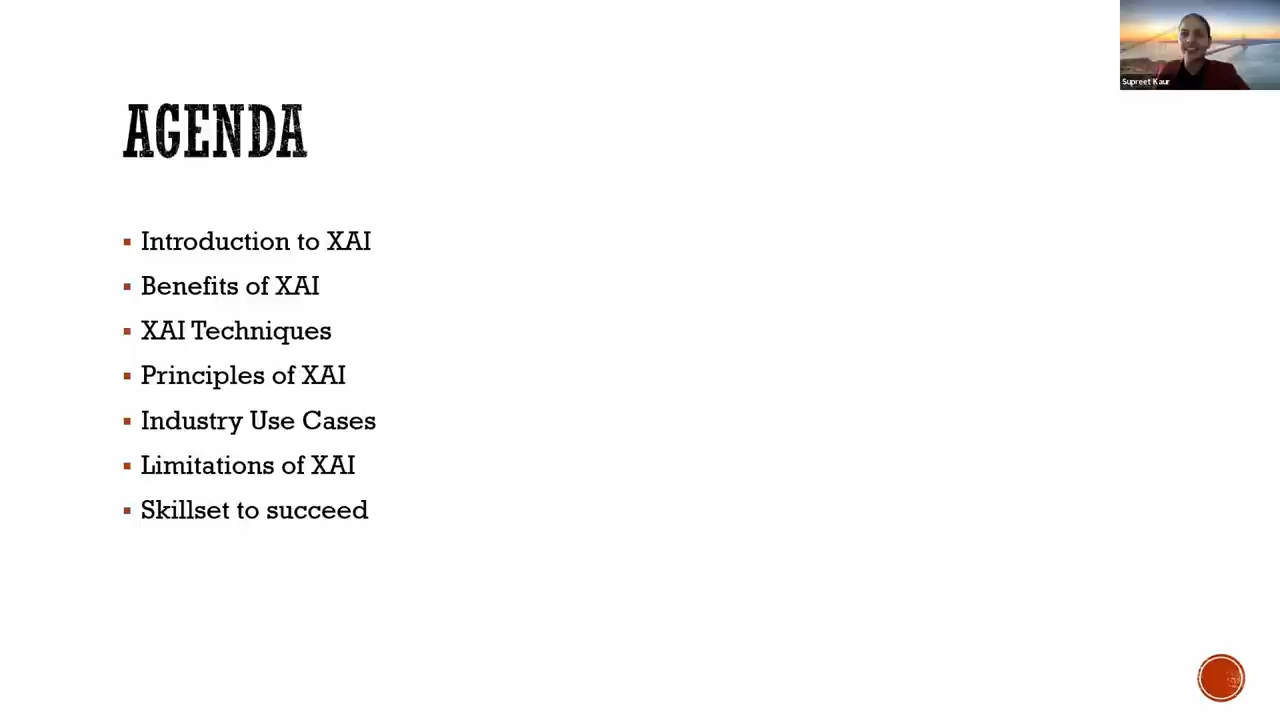 Supreet Kaur
AGENDA
Introduction to XAI
Benefits of XAI
XAI Techniques
Principles of XAI
Industry Use Cases
Limitations of XAI
Skillset to succeed